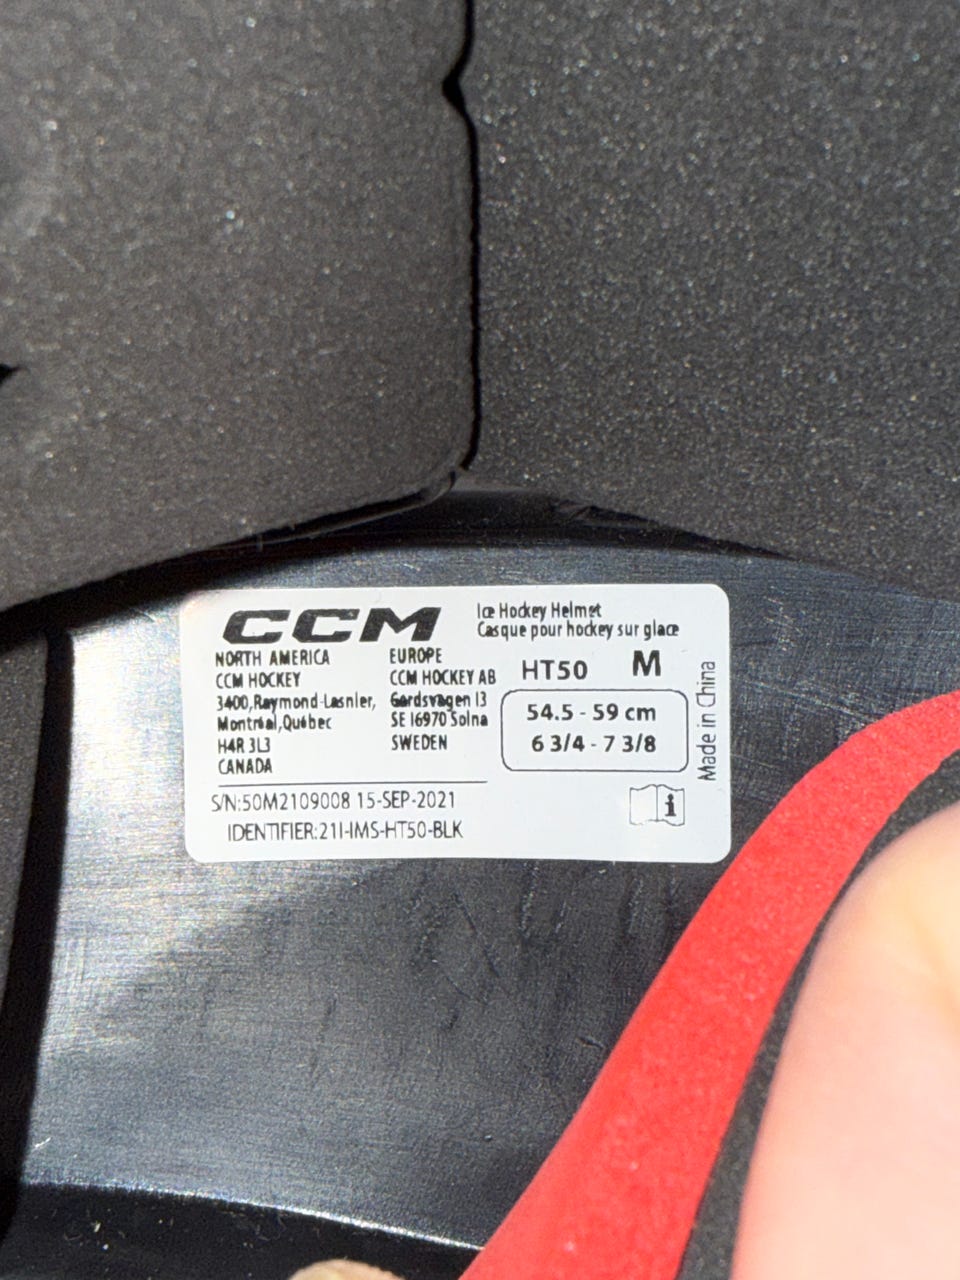 CCM
Ice Hockey Helmet
Casque pour hockey sur glace
NORTH AMERICA
CCM HOCKEY
3400,Raymond-Lasnier,
Montréal,Québec
H4R 3L3
CANADA
EUROPE
CCM HOCKEY AB
Gårdsvägen 13
SE 16970 Solna
SWEDEN
HT50 M
54.5 - 59 cm
6 3/4 - 7 3/8
Made in China
S/N:50M2109008 15-SEP-2021
IDENTIFIER:21I-IMS-HT50-BLK
i